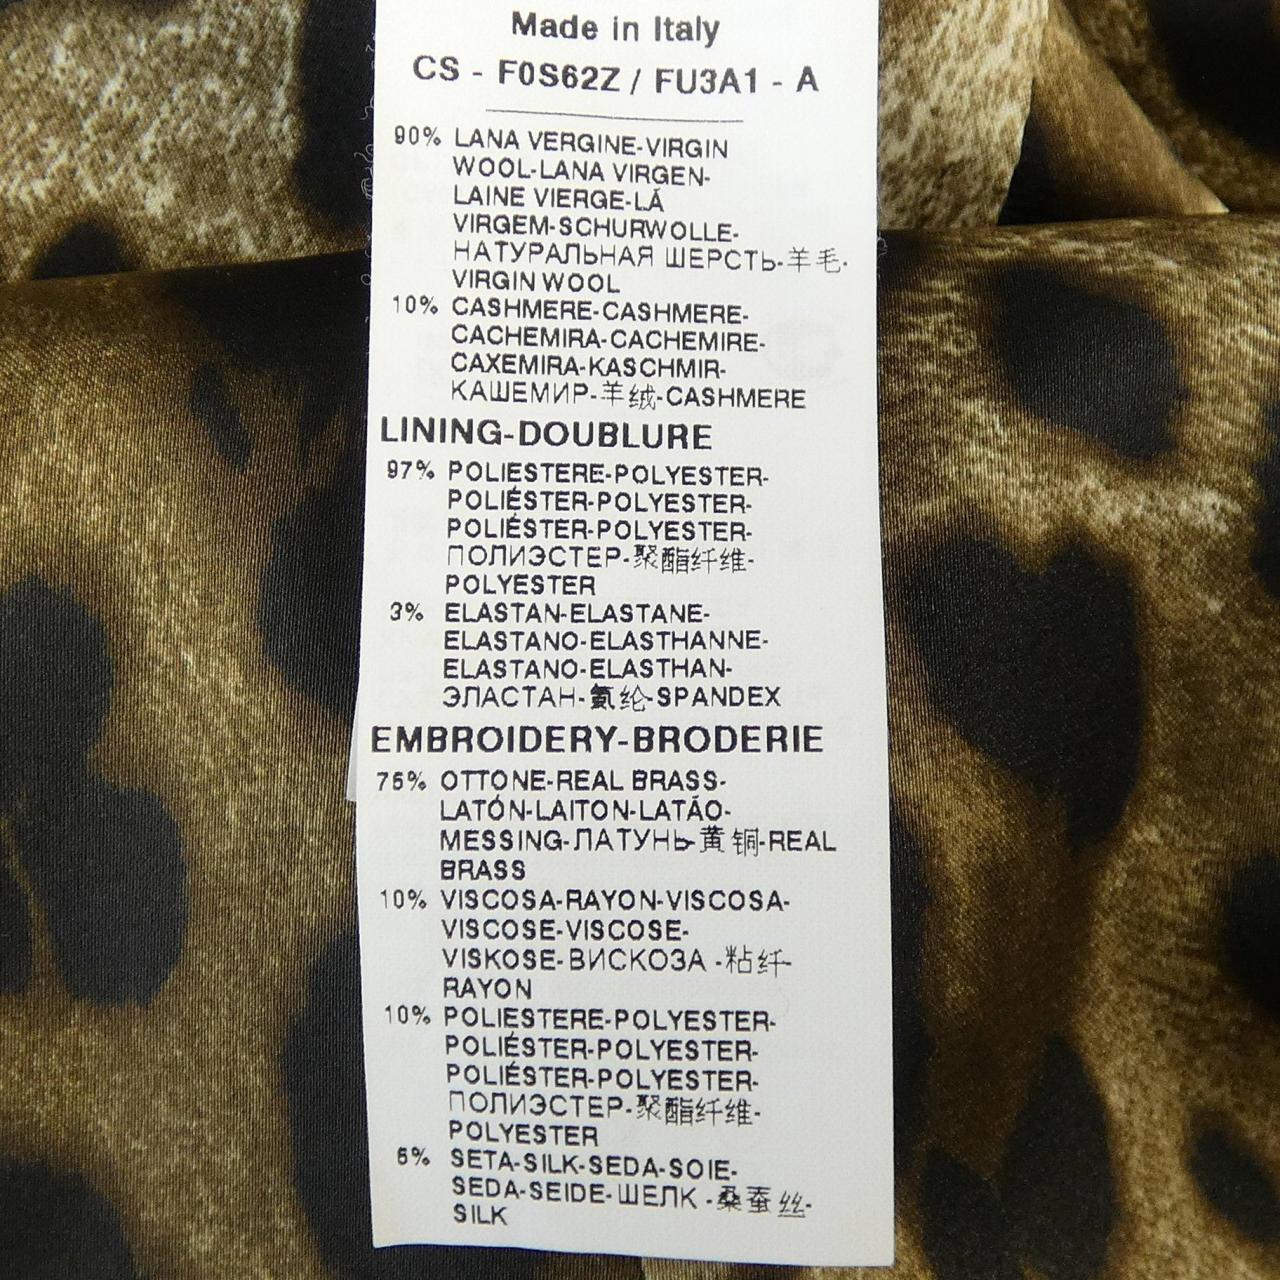 Made in Italy
CS - F0S62Z / FU3A1 - A
90% LANA VERGINE-VIRGIN
WOOL-LANA VIRGEN-
LAINE VIERGE-LÃ
VIRGEM-SCHURWOLLE-
НАТУРАЛЬНАЯ ШЕРСТЬ-羊毛-
VIRGIN WOOL
10% CASHMERE-CASHMERE-
CACHEMIRA-CACHEMIRE-
CAXEMIRA-KASCHMIR-
КАШЕМИР-羊绒-CASHMERE
LINING-DOUBLURE
97% POLIESTERE-POLYESTER-
POLIÉSTER-POLYESTER-
POLIÉSTER-POLYESTER-
ПОЛИЭСТЕР-聚酯纤维-
POLYESTER
3% ELASTAN-ELASTANE-
ELASTANO-ELASTHANNE-
ELASTANO-ELASTHAN-
ЭЛАСТАН-氨纶-SPANDEX
EMBROIDERY-BRODERIE
75% OTTONE-REAL BRASS-
LATÓN-LAITON-LATÃO-
MESSING-ЛАТУНЬ-黄铜-REAL
BRASS
10% VISCOSA-RAYON-VISCOSA-
VISCOSE-VISCOSE-
VISKOSE-ВИСКОЗА -粘纤-
RAYON
10% POLIESTERE-POLYESTER-
POLIÉSTER-POLYESTER-
POLIÉSTER-POLYESTER-
ПОЛИЭСТЕР-聚酯纤维-
POLYESTER
5% SETA-SILK-SEDA-SOIE-
SEDA-SEIDE-ШЕЛК -桑蚕丝-
SILK